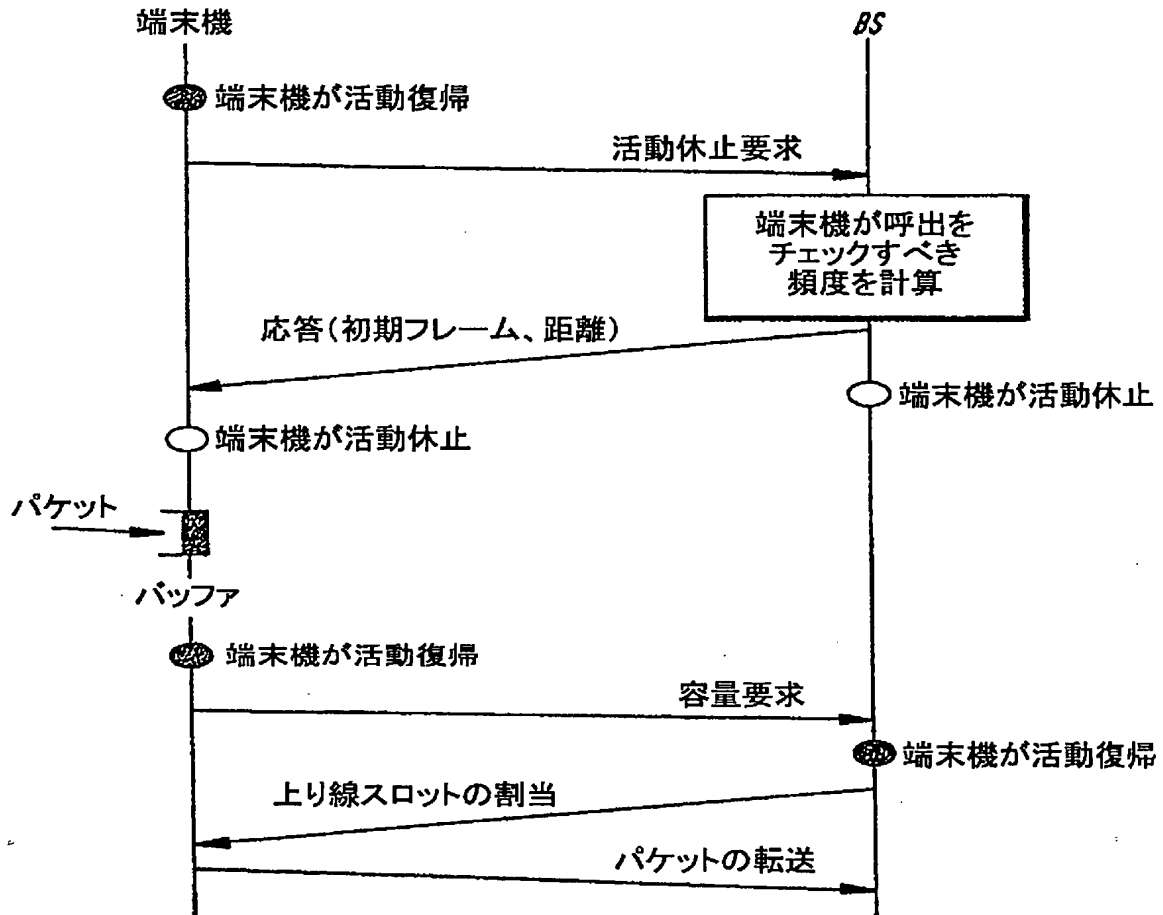 端末機
BS
端末機が活動復帰
活動休止要求
端末機が呼出を
チェックすべき
頻度を計算
応答(初期フレーム、距離)
端末機が活動休止
端末機が活動休止
パケット
バッファ
端末機が活動復帰
容量要求
端末機が活動復帰
上り線スロットの割当
パケットの転送